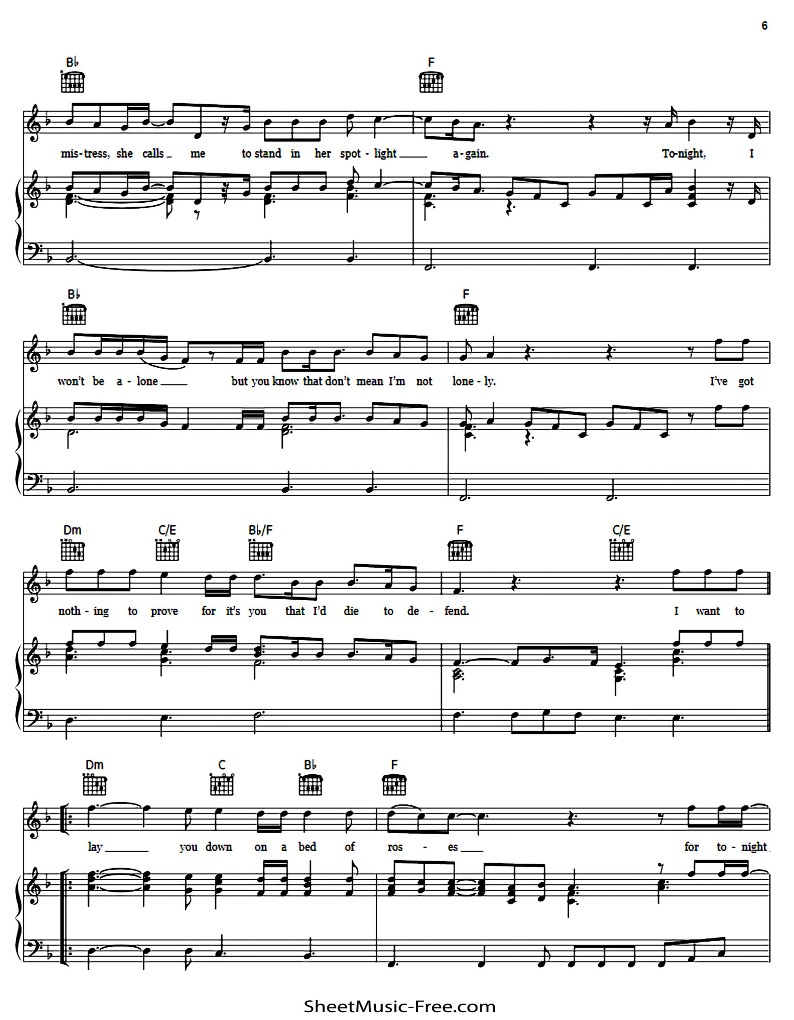 6
B♭ F
mis-tress, she calls me to stand in her spot-light a-gain. To-night, I
B♭ F
won't be a-lone but you know that don't mean I'm not lone-ly. I've got
Dm C/E B♭/F F C/E
noth-ing to prove for it's you that I'd die to de-fend. I want to
Dm C B♭ F
lay you down on a bed of ros-es for to-night
SheetMusic-Free.com